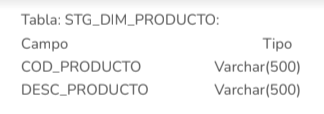 Tabla: STG_DIM_PRODUCTO:
Campo Tipo
COD_PRODUCTO Varchar(500)
DESC_PRODUCTO Varchar(500)